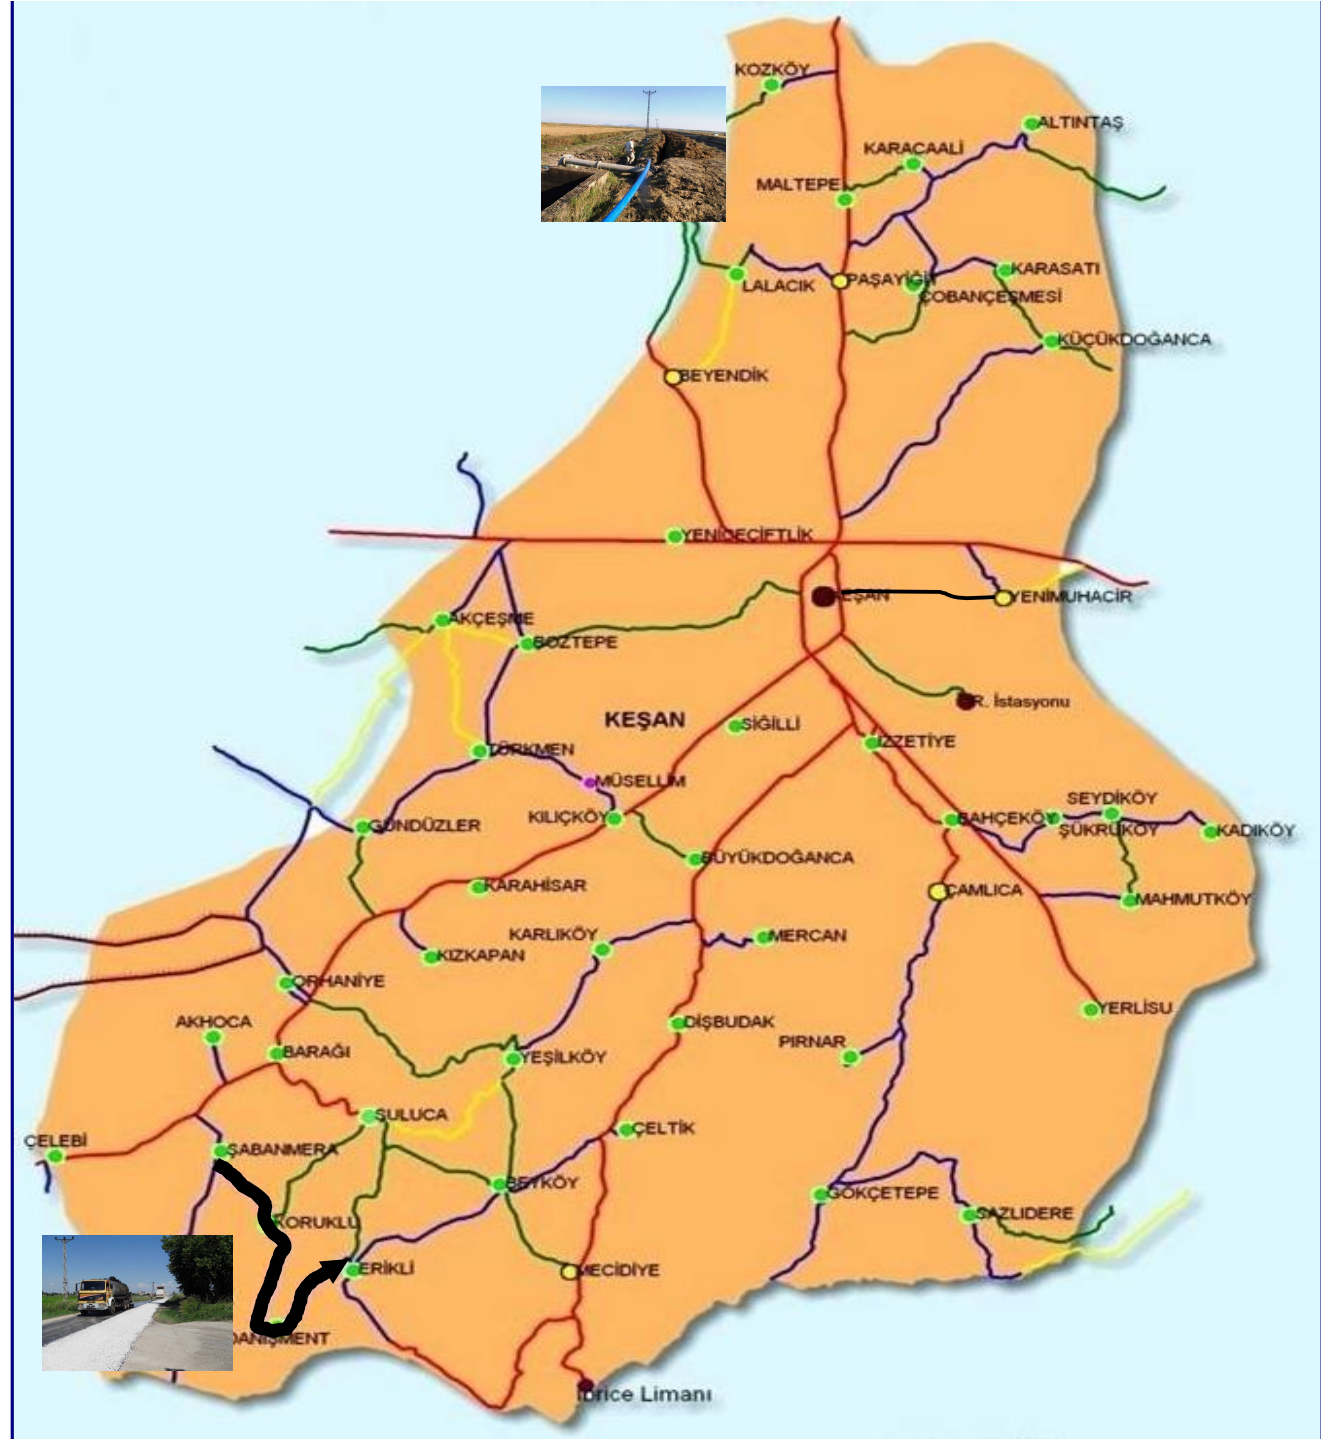 KOZKÖY
ALTINTAŞ
KARACAALİ
MALTEPE
KARASATI
PAŞAYİĞİT
LALACIK
ÇOBANÇEŞMESİ
KÜÇÜKDOĞANCA
BEYENDİK
YENİCECİFTLİK
KEŞAN
YENİMUHACİR
AKÇEŞME
BOZTEPE
R. İstasyonu
KEŞAN
SİĞİLLİ
İZZETİYE
TÜRKMEN
MÜSELLİM
SEYDİKÖY
KILIÇKÖY
GÜNDÜZLER
BAHÇEKÖY
ŞÜKRÜKÖY
KADIKÖY
BÜYÜKDOĞANCA
KARAHİSAR
ÇAMLICA
MAHMUTKÖY
KARLIKÖY
MERCAN
KIZKAPAN
ORHANİYE
YERLİSU
AKHOCA
DİŞBUDAK
PIRNAR
BARAĞI
YEŞİLKÖY
SULUCA
ÇELTİK
ÇELEBİ
ŞABANMERA
BEYKÖY
GÖKÇETEPE
SAZLIDERE
KORUKLU
ERİKLİ
MECİDİYE
DANIŞMENT
İbrice Limanı